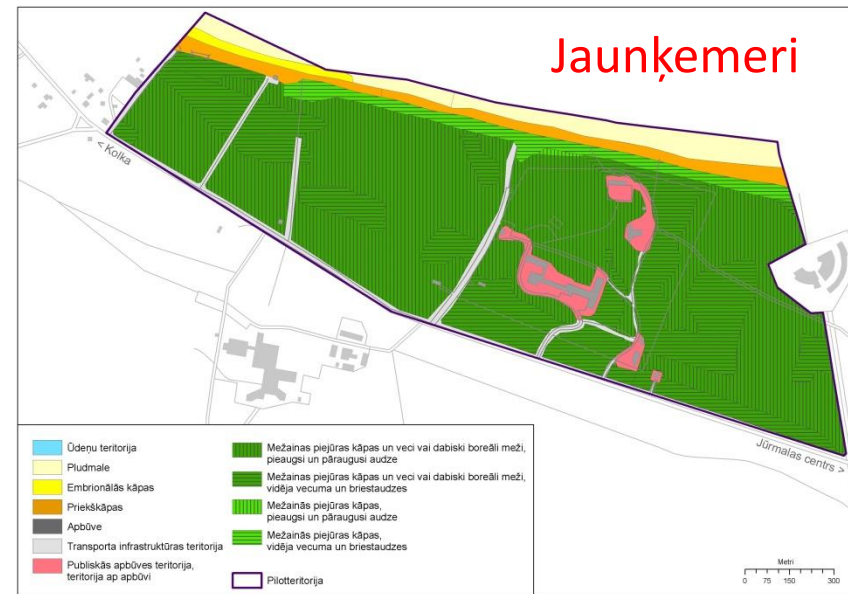 Jaunķemeri
< Kolka
Jūrmalas centrs >
Ūdeņu teritorija
Pludmale
Embrionālās kāpas
Priekškāpas
Apbūve
Transporta infrastruktūras teritorija
Publiskās apbūves teritorija,
teritorija ap apbūvi
Mežainas piejūras kāpas un veci vai dabiski boreāli meži,
pieaugsi un pāraugusi audze
Mežainas piejūras kāpas un veci vai dabiski boreāli meži,
vidēja vecuma un briestaudzes
Mežainās piejūras kāpas,
pieaugsi un pāraugusi audze
Mežainās piejūras kāpas,
vidēja vecuma un briestaudzes
Pilotteritorija
Metri
0 75 150 300